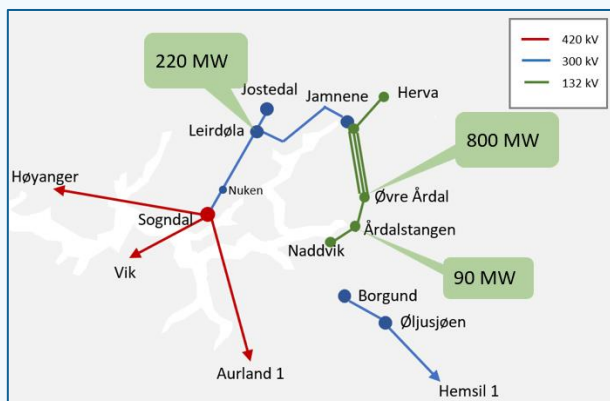 220 MW
Jostedal
Jamnene
Herva
Leirdøla
420 kV
300 kV
132 kV
800 MW
Høyanger
Nuken
Øvre Årdal
Sogndal
Årdalstangen
Naddvik
90 MW
Vik
Borgund
Øljusjøen
Aurland 1
Hemsil 1